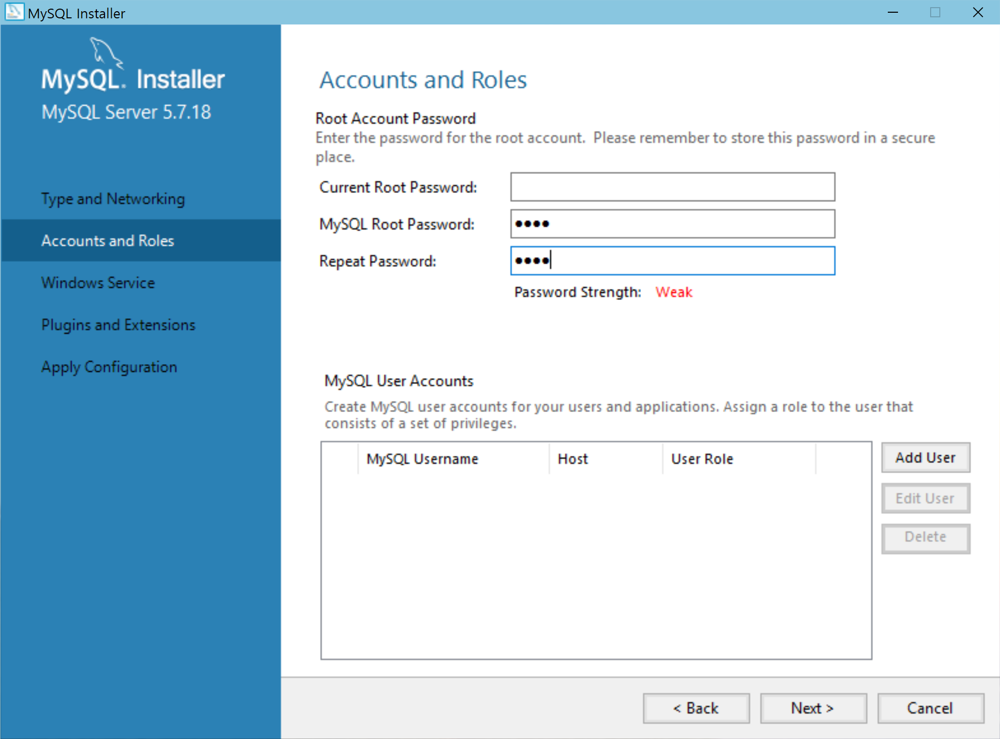 MySQL Installer
MySQL. Installer
MySQL Server 5.7.18
Type and Networking
Accounts and Roles
Windows Service
Plugins and Extensions
Apply Configuration
Accounts and Roles
Root Account Password
Enter the password for the root account.  Please remember to store this password in a secure
place.
Current Root Password:
MySQL Root Password: ●●●●
Repeat Password: ●●●●
Password Strength: Weak
MySQL User Accounts
Create MySQL user accounts for your users and applications. Assign a role to the user that
consists of a set of privileges.
MySQL Username Host User Role
Add User
Edit User
Delete
< Back Next > Cancel